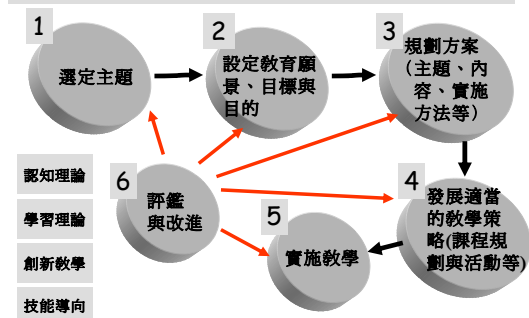 1
選定主題
2
設定教育願
景、目標與
目的
3
規劃方案
(主題、內
容、實施
方法等)
4
發展適當
的教學策
略(課程規
劃與活動等)
5
實施教學
6
評鑑
與改進
認知理論
學習理論
創新教學
技能導向